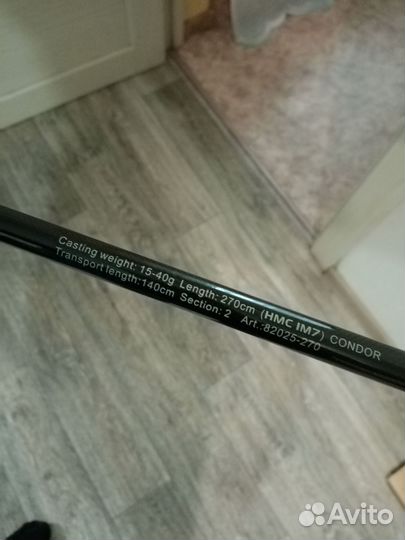 Casting weight: 15-40g Length: 270cm (HMC IM7) CONDOR
Transport length:140cm Section: 2 Art.:82025-270
Avito